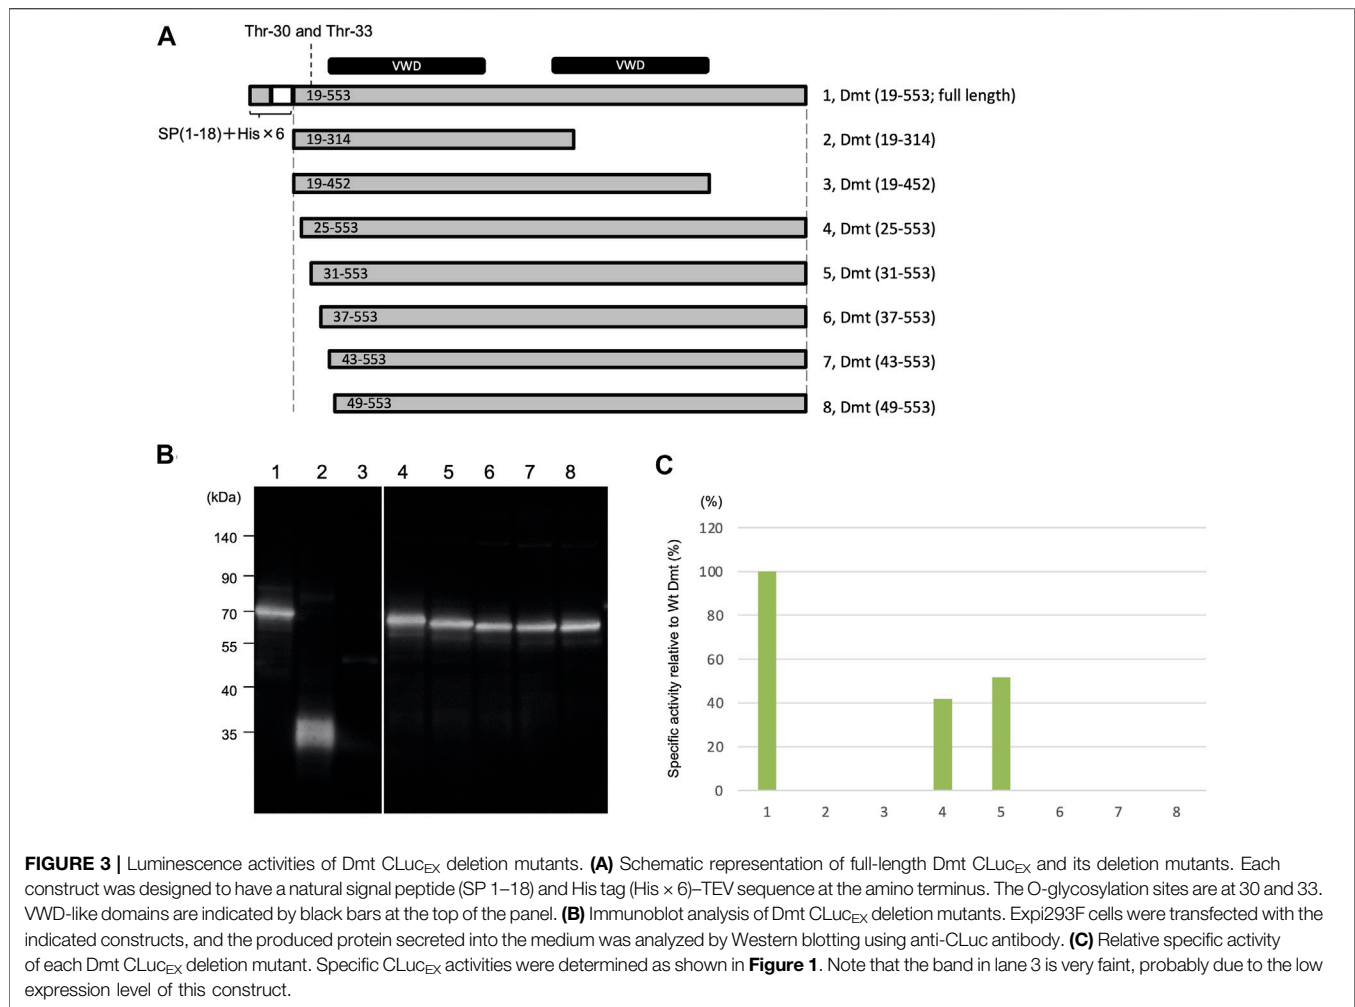 A
Thr-30 and Thr-33
VWD VWD
19-553 1, Dmt (19-553; full length)
SP(1-18)+His×6
19-314 2, Dmt (19-314)
19-452 3, Dmt (19-452)
25-553 4, Dmt (25-553)
31-553 5, Dmt (31-553)
37-553 6, Dmt (37-553)
43-553 7, Dmt (43-553)
49-553 8, Dmt (49-553)
B
1 2 3 4 5 6 7 8
(kDa)
140
90
70
55
40
35
C
(%)
Specific activity relative to Wt Dmt (%)
120
100
80
60
40
20
0
1 2 3 4 5 6 7 8
FIGURE 3 | Luminescence activities of Dmt CLucEX deletion mutants. (A) Schematic representation of full-length Dmt CLucEX and its deletion mutants. Each
construct was designed to have a natural signal peptide (SP 1–18) and His tag (His × 6)–TEV sequence at the amino terminus. The O-glycosylation sites are at 30 and 33.
VWD-like domains are indicated by black bars at the top of the panel. (B) Immunoblot analysis of Dmt CLucEX deletion mutants. Expi293F cells were transfected with the
indicated constructs, and the produced protein secreted into the medium was analyzed by Western blotting using anti-CLuc antibody. (C) Relative specific activity
of each Dmt CLucEX deletion mutant. Specific CLucEX activities were determined as shown in Figure 1. Note that the band in lane 3 is very faint, probably due to the low
expression level of this construct.